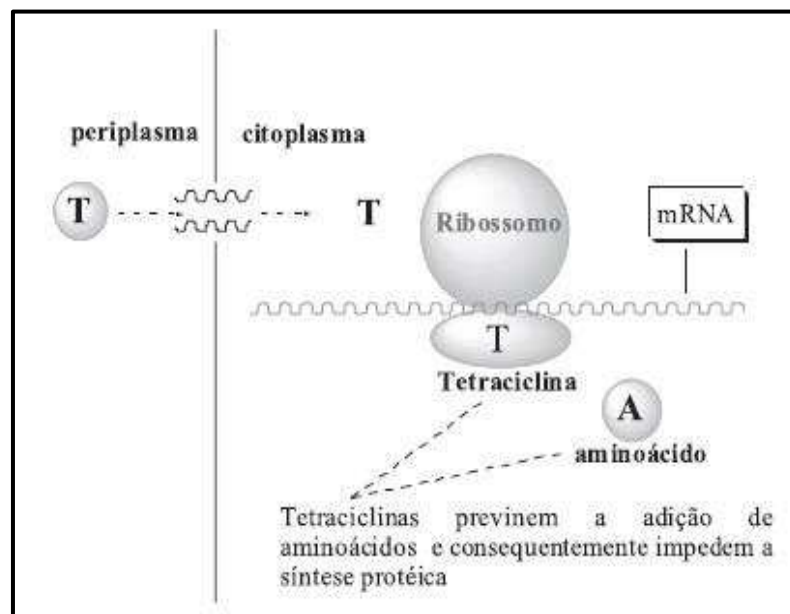 periplasma citoplasma
T T Ribossomo mRNA
T
Tetraciclina
A
aminoácido
Tetraciclinas previnem a adição de
aminoácidos e consequentemente impedem a
síntese protéica